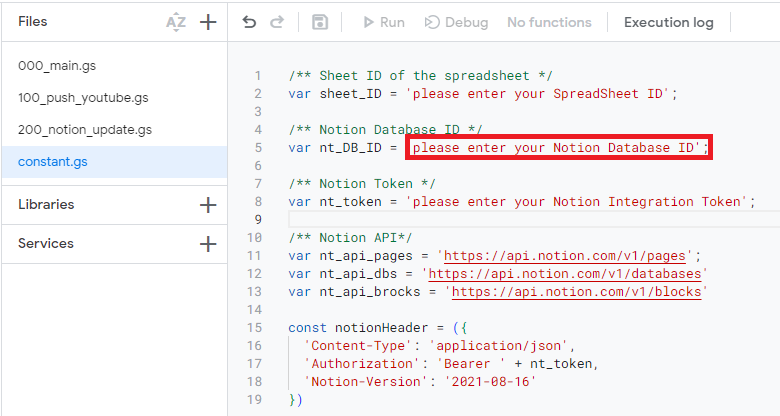 Files
AZ
Run
Debug
No functions
Execution log
000_main.gs
100_push_youtube.gs
200_notion_update.gs
constant.gs
Libraries
Services
1 /** Sheet ID of the spreadsheet */
2 var sheet_ID = 'please enter your SpreadSheet ID';
3
4 /** Notion Database ID */
5 var nt_DB_ID = 'please enter your Notion Database ID';
6
7 /** Notion Token */
8 var nt_token = 'please enter your Notion Integration Token';
9
10 /** Notion API*/
11 var nt_api_pages = 'https://api.notion.com/v1/pages';
12 var nt_api_dbs = 'https://api.notion.com/v1/databases'
13 var nt_api_brocks = 'https://api.notion.com/v1/blocks'
14
15 const notionHeader = ({
16 'Content-Type': 'application/json',
17 'Authorization': 'Bearer ' + nt_token,
18 'Notion-Version': '2021-08-16'
19 })